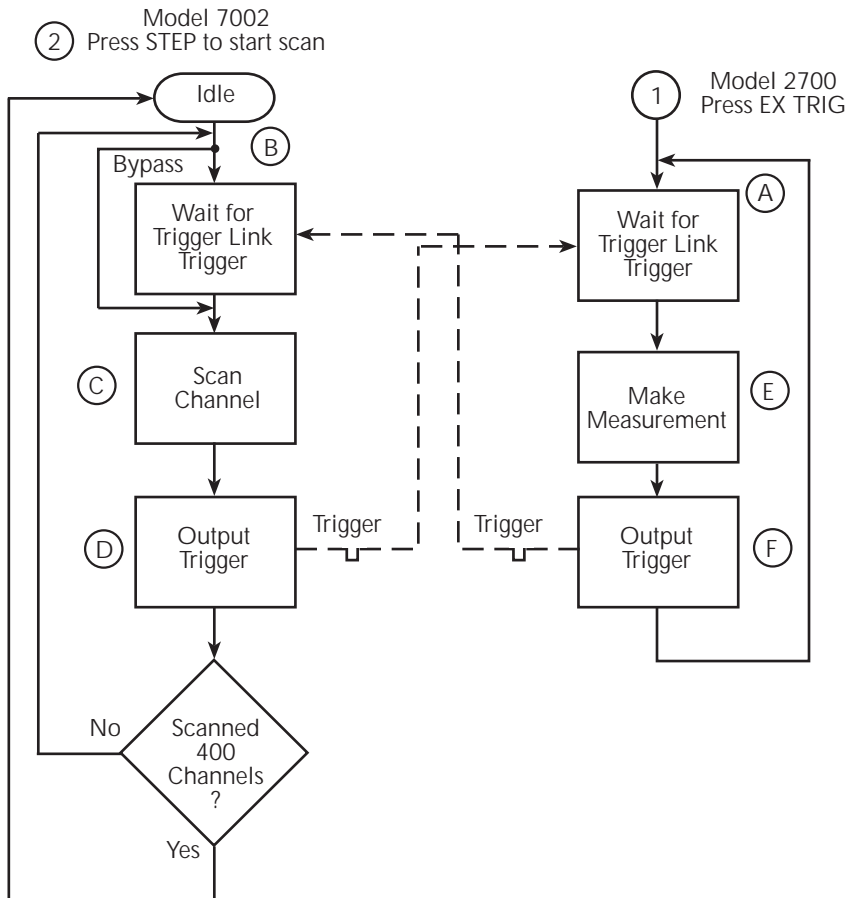 Model 7002
2 Press STEP to start scan
Idle
B
Bypass
Wait for
Trigger Link
Trigger
C
Scan
Channel
D
Output
Trigger
Trigger
No
Scanned
400
Channels
?
Yes
1
Model 2700
Press EX TRIG
A
Wait for
Trigger Link
Trigger
Make
Measurement
E
Trigger
Output
Trigger
F